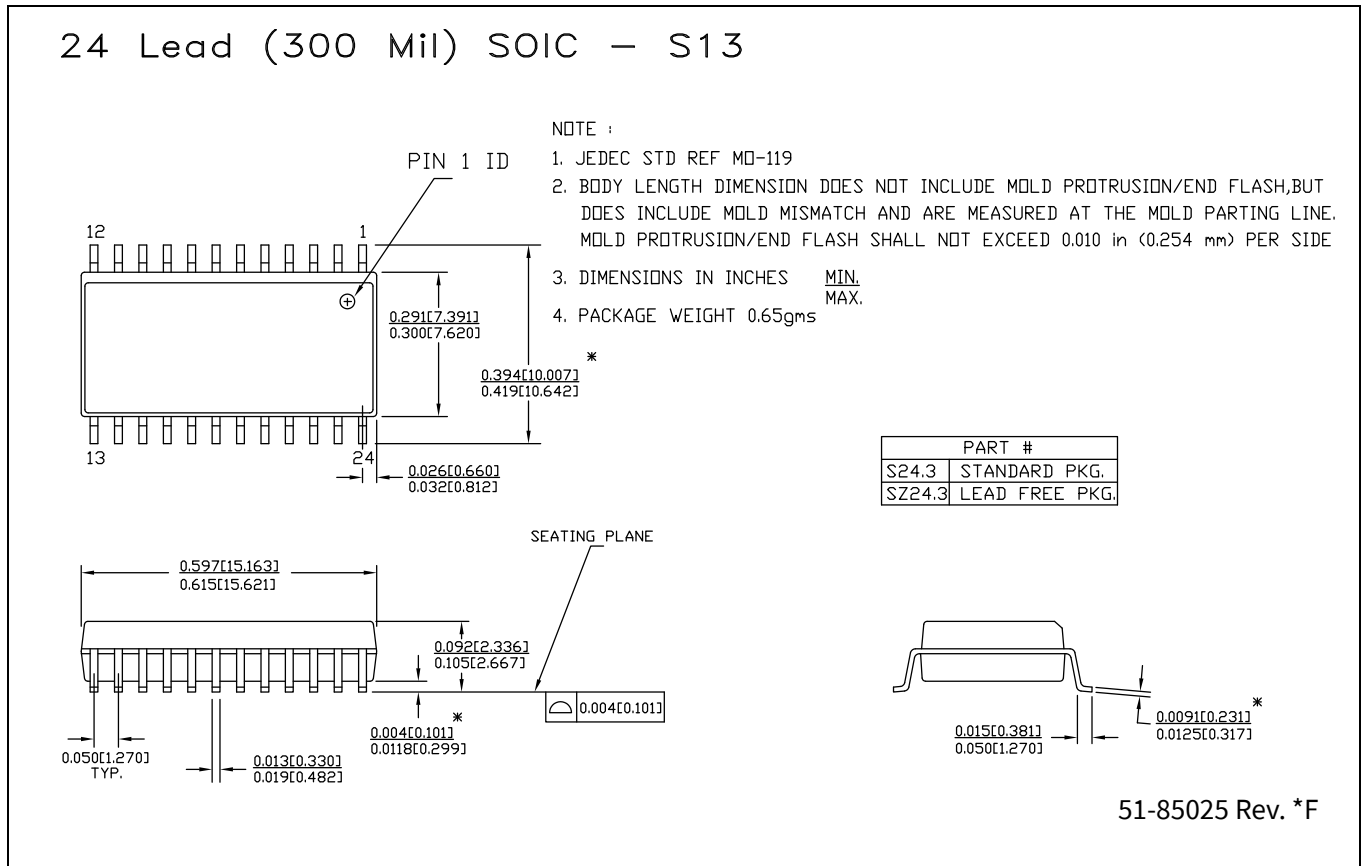 24 Lead (300 Mil) SOIC – S13
NOTE :
PIN 1 ID
1. JEDEC STD REF MO-119
2. BODY LENGTH DIMENSION DOES NOT INCLUDE MOLD PROTRUSION/END FLASH,BUT
DOES INCLUDE MOLD MISMATCH AND ARE MEASURED AT THE MOLD PARTING LINE.
MOLD PROTRUSION/END FLASH SHALL NOT EXCEED 0.010 in (0.254 mm) PER SIDE
3. DIMENSIONS IN INCHES MIN.
MAX.
4. PACKAGE WEIGHT 0.65gms
12 1
0.291[7.391]
0.300[7.620]
*
0.394[10.007]
0.419[10.642]
13 24
0.026[0.660]
0.032[0.812]
PART #
S24.3 STANDARD PKG.
SZ24.3 LEAD FREE PKG.
SEATING PLANE
0.597[15.163]
0.615[15.621]
0.092[2.336]
0.105[2.667]
0.004[0.101]
*
0.004[0.101]
0.0118[0.299]
0.050[1.270]
TYP.
0.013[0.330]
0.019[0.482]
0.015[0.381]
0.050[1.270]
*
0.0091[0.231]
0.0125[0.317]
51-85025 Rev. *F